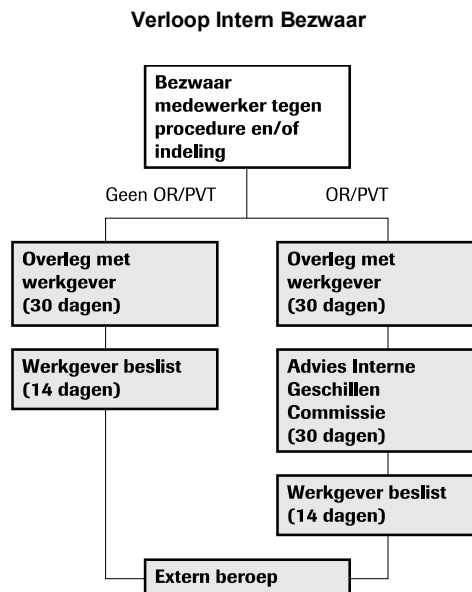 Verloop Intern Bezwaar
Bezwaar
medewerker tegen
procedure en/of
indeling
Geen OR/PVT
OR/PVT
Overleg met
werkgever
(30 dagen)
Werkgever beslist
(14 dagen)
Overleg met
werkgever
(30 dagen)
Advies Interne
Geschillen
Commissie
(30 dagen)
Werkgever beslist
(14 dagen)
Extern beroep